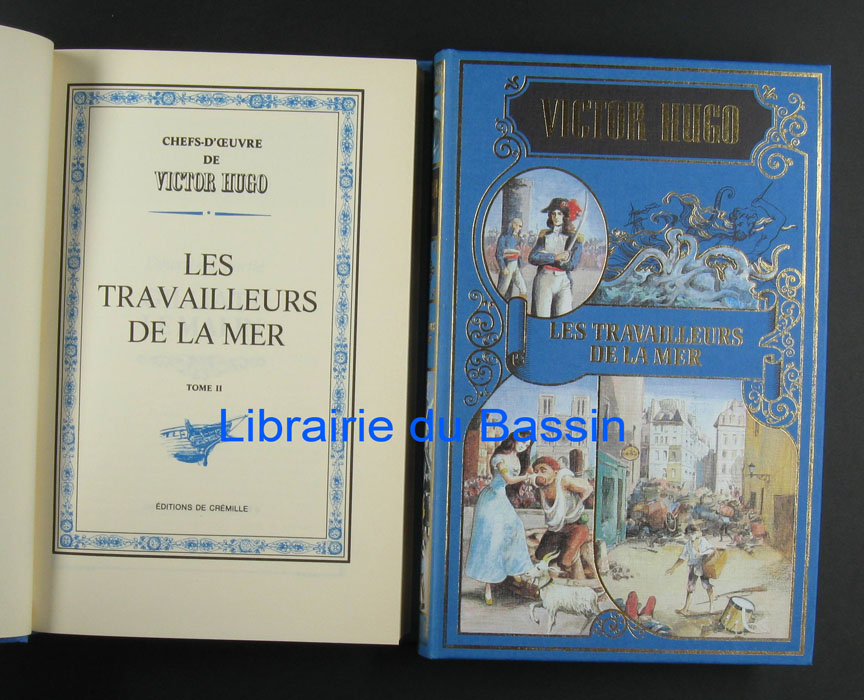 CHEFS-D'ŒUVRE
DE
VICTOR HUGO
LES
TRAVAILLEURS
DE LA MER
TOME II
ÉDITIONS DE CRÉMILLE
VICTOR HUGO
LES TRAVAILLEURS
DE LA MER
Librairie du Bassin